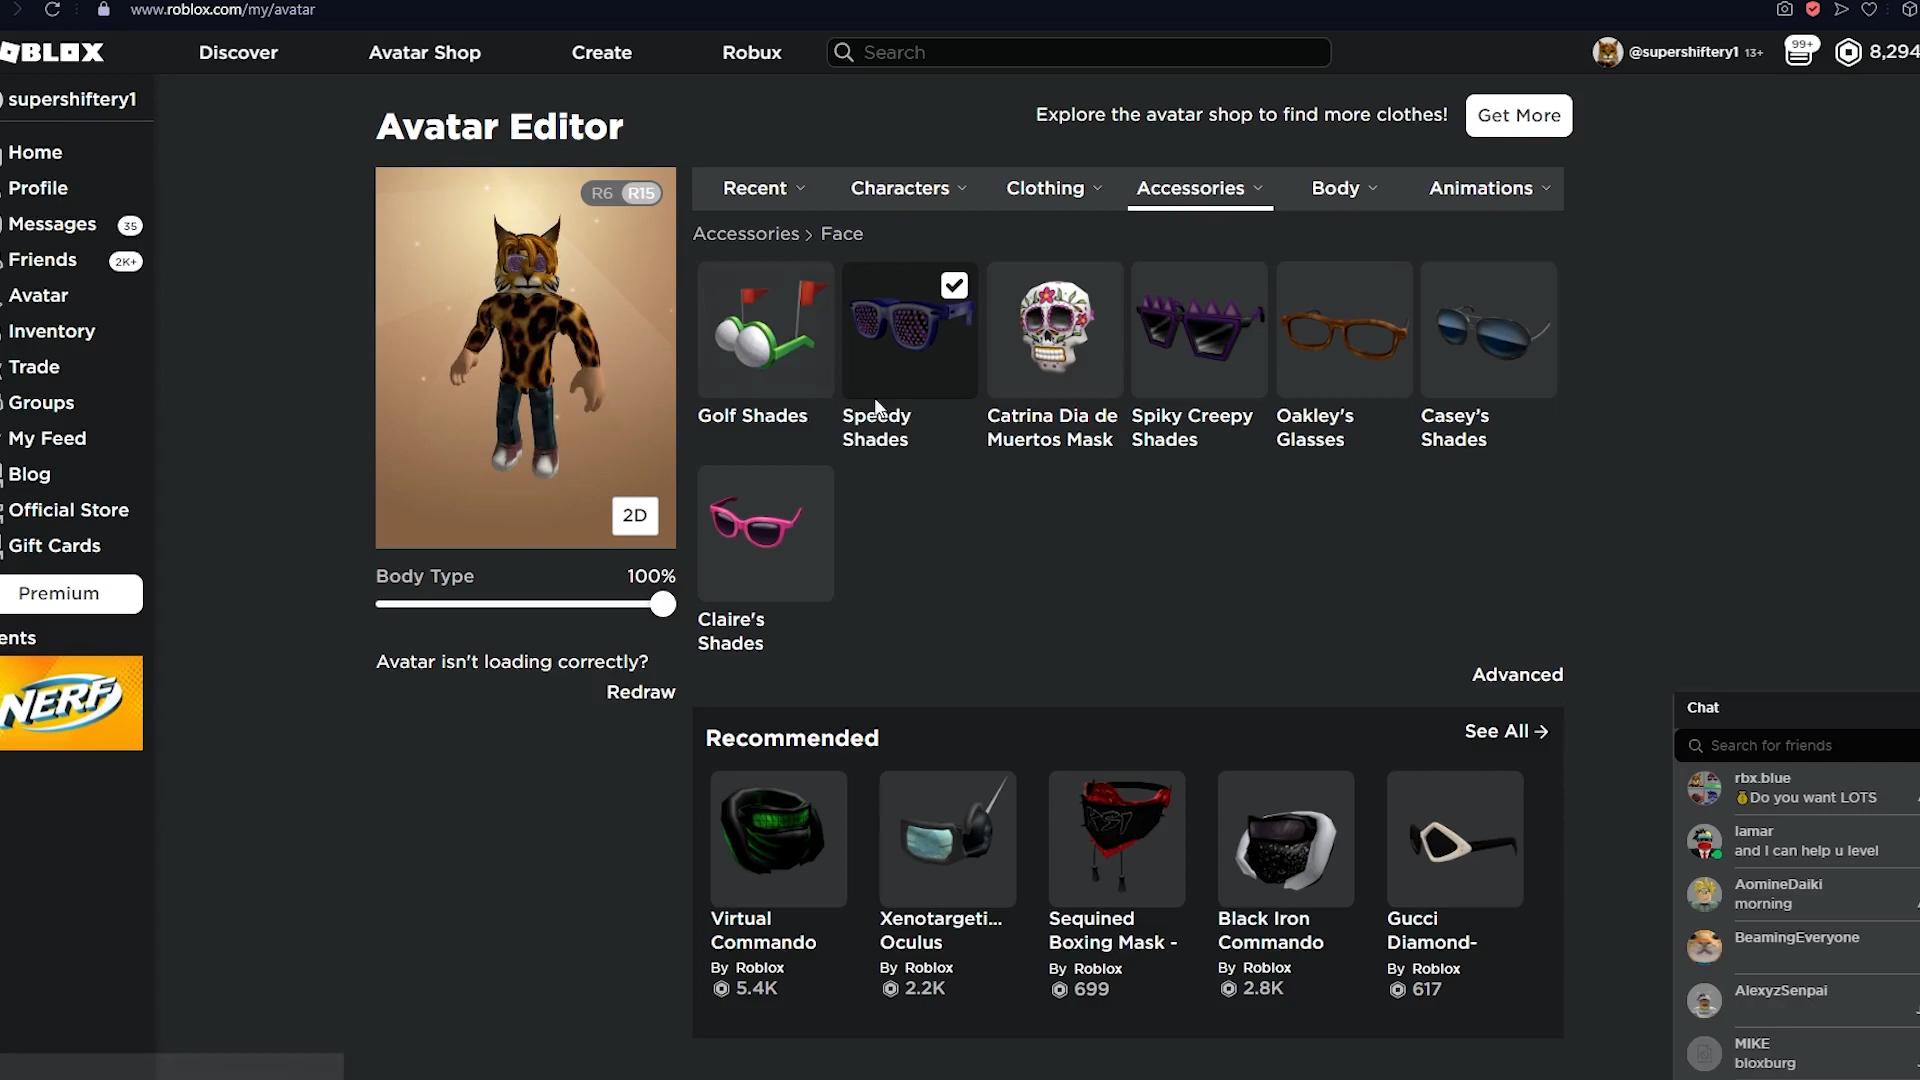 www.roblox.com/my/avatar
ROBLOX
Discover
Avatar Shop
Create
Robux
Search
@supershiftery1 13+
99+
8,294
supershiftery1
Home
Profile
Messages 35
Friends 2K+
Avatar
Inventory
Trade
Groups
My Feed
Blog
Official Store
Gift Cards
Premium
ents
NERF
Avatar Editor
Explore the avatar shop to find more clothes!
Get More
R6 R15
2D
Body Type 100%
Avatar isn't loading correctly?
Redraw
Recent
Characters
Clothing
Accessories
Body
Animations
Accessories > Face
Golf Shades
Speedy
Shades
Catrina Dia de
Muertos Mask
Spiky Creepy
Shades
Oakley's
Glasses
Casey's
Shades
Claire's
Shades
Advanced
Recommended
See All →
Virtual
Commando
By Roblox
5.4K
Xenotargeti...
Oculus
By Roblox
2.2K
Sequined
Boxing Mask -
By Roblox
699
Black Iron
Commando
By Roblox
2.8K
Gucci
Diamond-
By Roblox
617
Chat
Search for friends
rbx.blue
💰Do you want LOTS
lamar
and I can help u level
AomineDaiki
morning
BeamingEveryone
AlexyzSenpai
MIKE
bloxburg